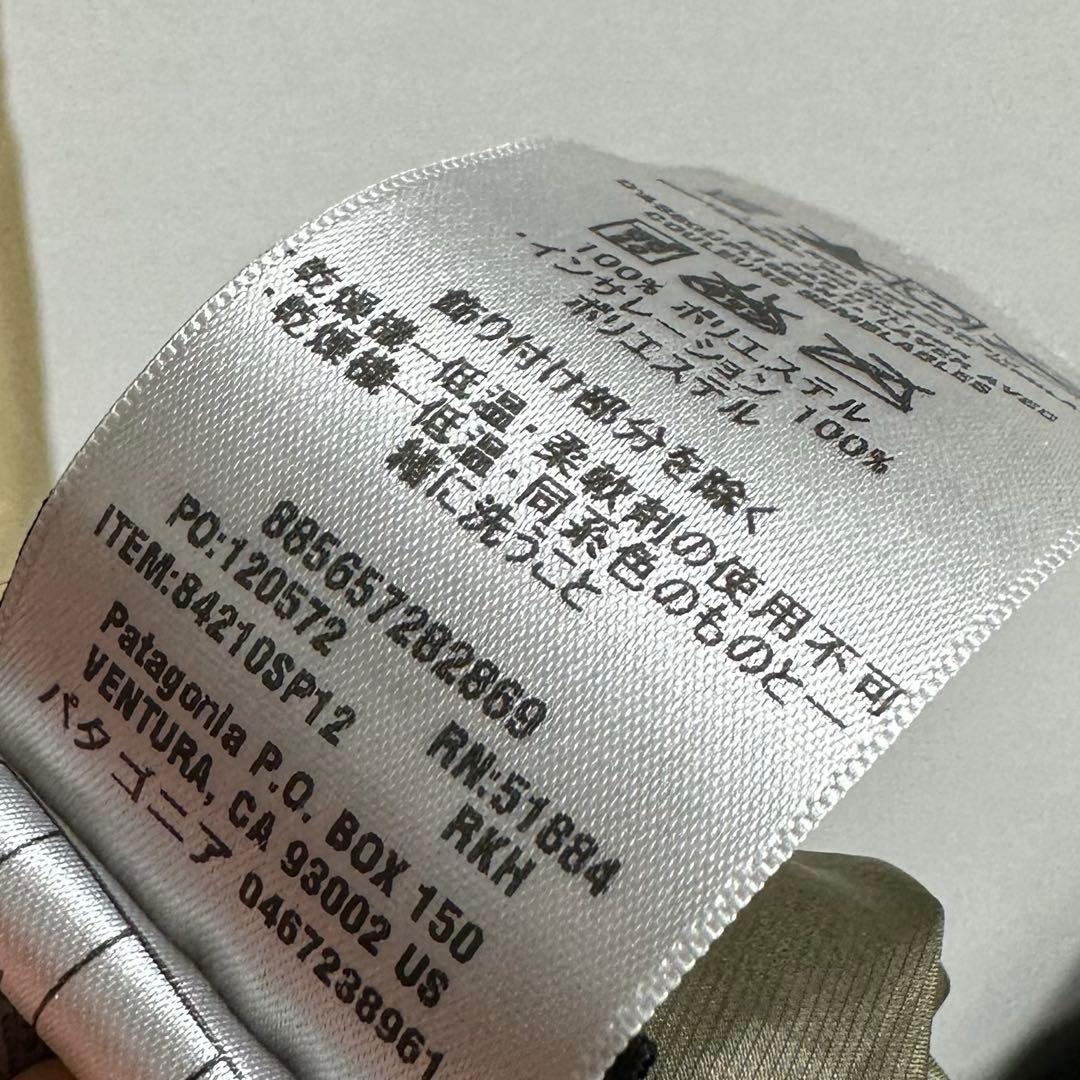 COULEURS SEMBLABLES
100% ポリエステル
・インサレーション 100%
ポリエステル
飾り付け部分を除く
・乾燥機ー低温・柔軟剤の使用不可
・乾燥機ー低温・同系色のものと一
緒に洗うこと
885657282869
PO:120572 RN:51884
ITEM:84210SP12 RKH
Patagonia P.O. BOX 150
VENTURA, CA 93002 US
パタゴニア 0467238961